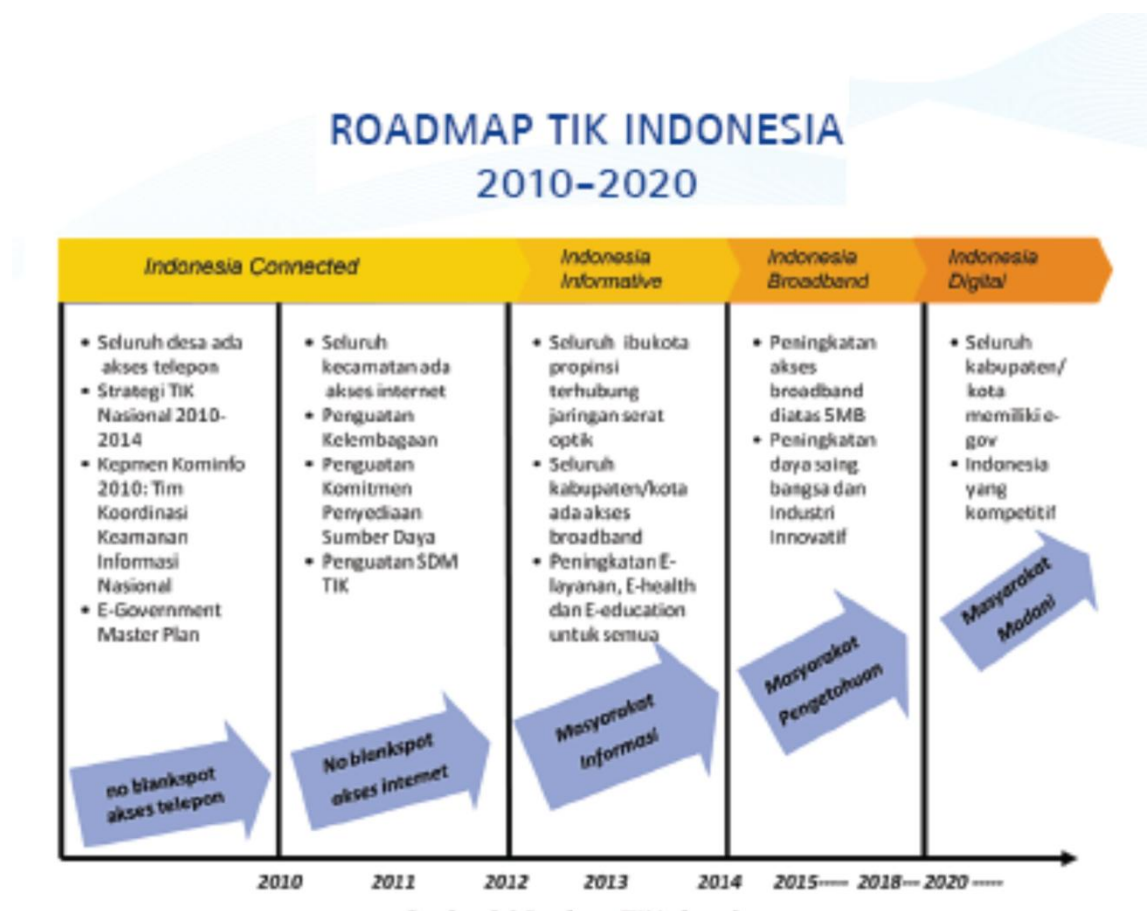 ROADMAP TIK INDONESIA
2010-2020
Indonesia Connected
Indonesia
Informative
Indonesia
Broadband
Indonesia
Digital
• Seluruh desa ada
akses telepon
• Strategi TIK
Nasional 2010-
2014
• Kepmen Kominfo
2010: Tim
Koordinasi
Keamanan
Informasi
Nasional
• E-Government
Master Plan
no blankspot
akses telepon
• Seluruh
kecamatan ada
akses internet
• Penguatan
Kelembagaan
• Penguatan
Komitmen
Penyediaan
Sumber Daya
• Penguatan SDM
TIK
No blankspot
akses internet
• Seluruh ibukota
propinsi
terhubung
jaringan serat
optik
• Seluruh
kabupaten/kota
ada akses
broadband
• Peningkatan E-
layanan, E-health
dan E-education
untuk semua
Masyarakat
Informasi
• Peningkatan
akses
broadband
diatas 5MB
• Peningkatan
daya saing
bangsa dan
Industri
Innovatif
Masyarakat
Pengetahuan
• Seluruh
kabupaten/
kota
memiliki e-
gov
• Indonesia
yang
kompetitif
Masyarakat
Madani
2010 2011 2012 2013 2014 2015----- 2018--- 2020 -----